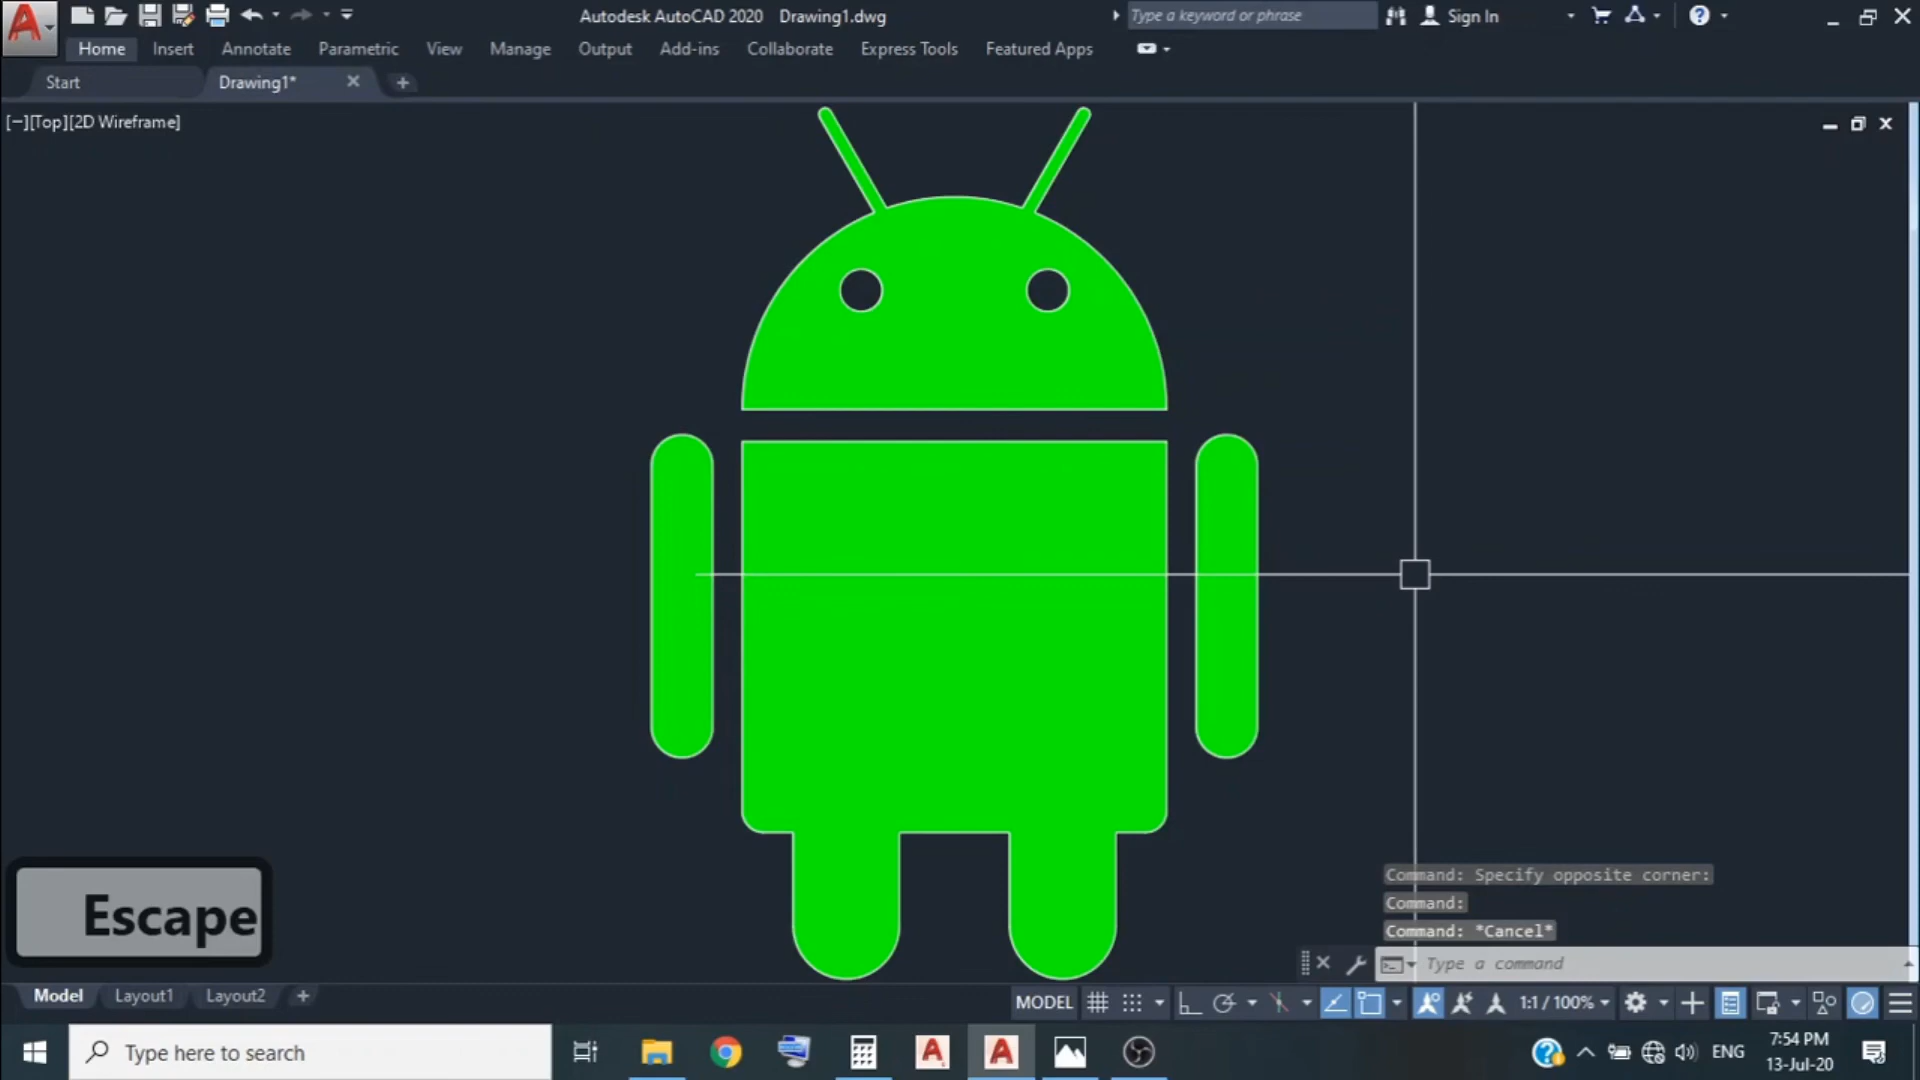 Autodesk AutoCAD 2020 Drawing1.dwg
Type a keyword or phrase
Sign In
Home Insert Annotate Parametric View Manage Output Add-ins Collaborate Express Tools Featured Apps
Start Drawing1*
[−][Top][2D Wireframe]
Escape
Command: Specify opposite corner:
Command:
Command: *Cancel*
Type a command
Model Layout1 Layout2
MODEL 1:1 / 100%
Type here to search
ENG
7:54 PM
13-Jul-20